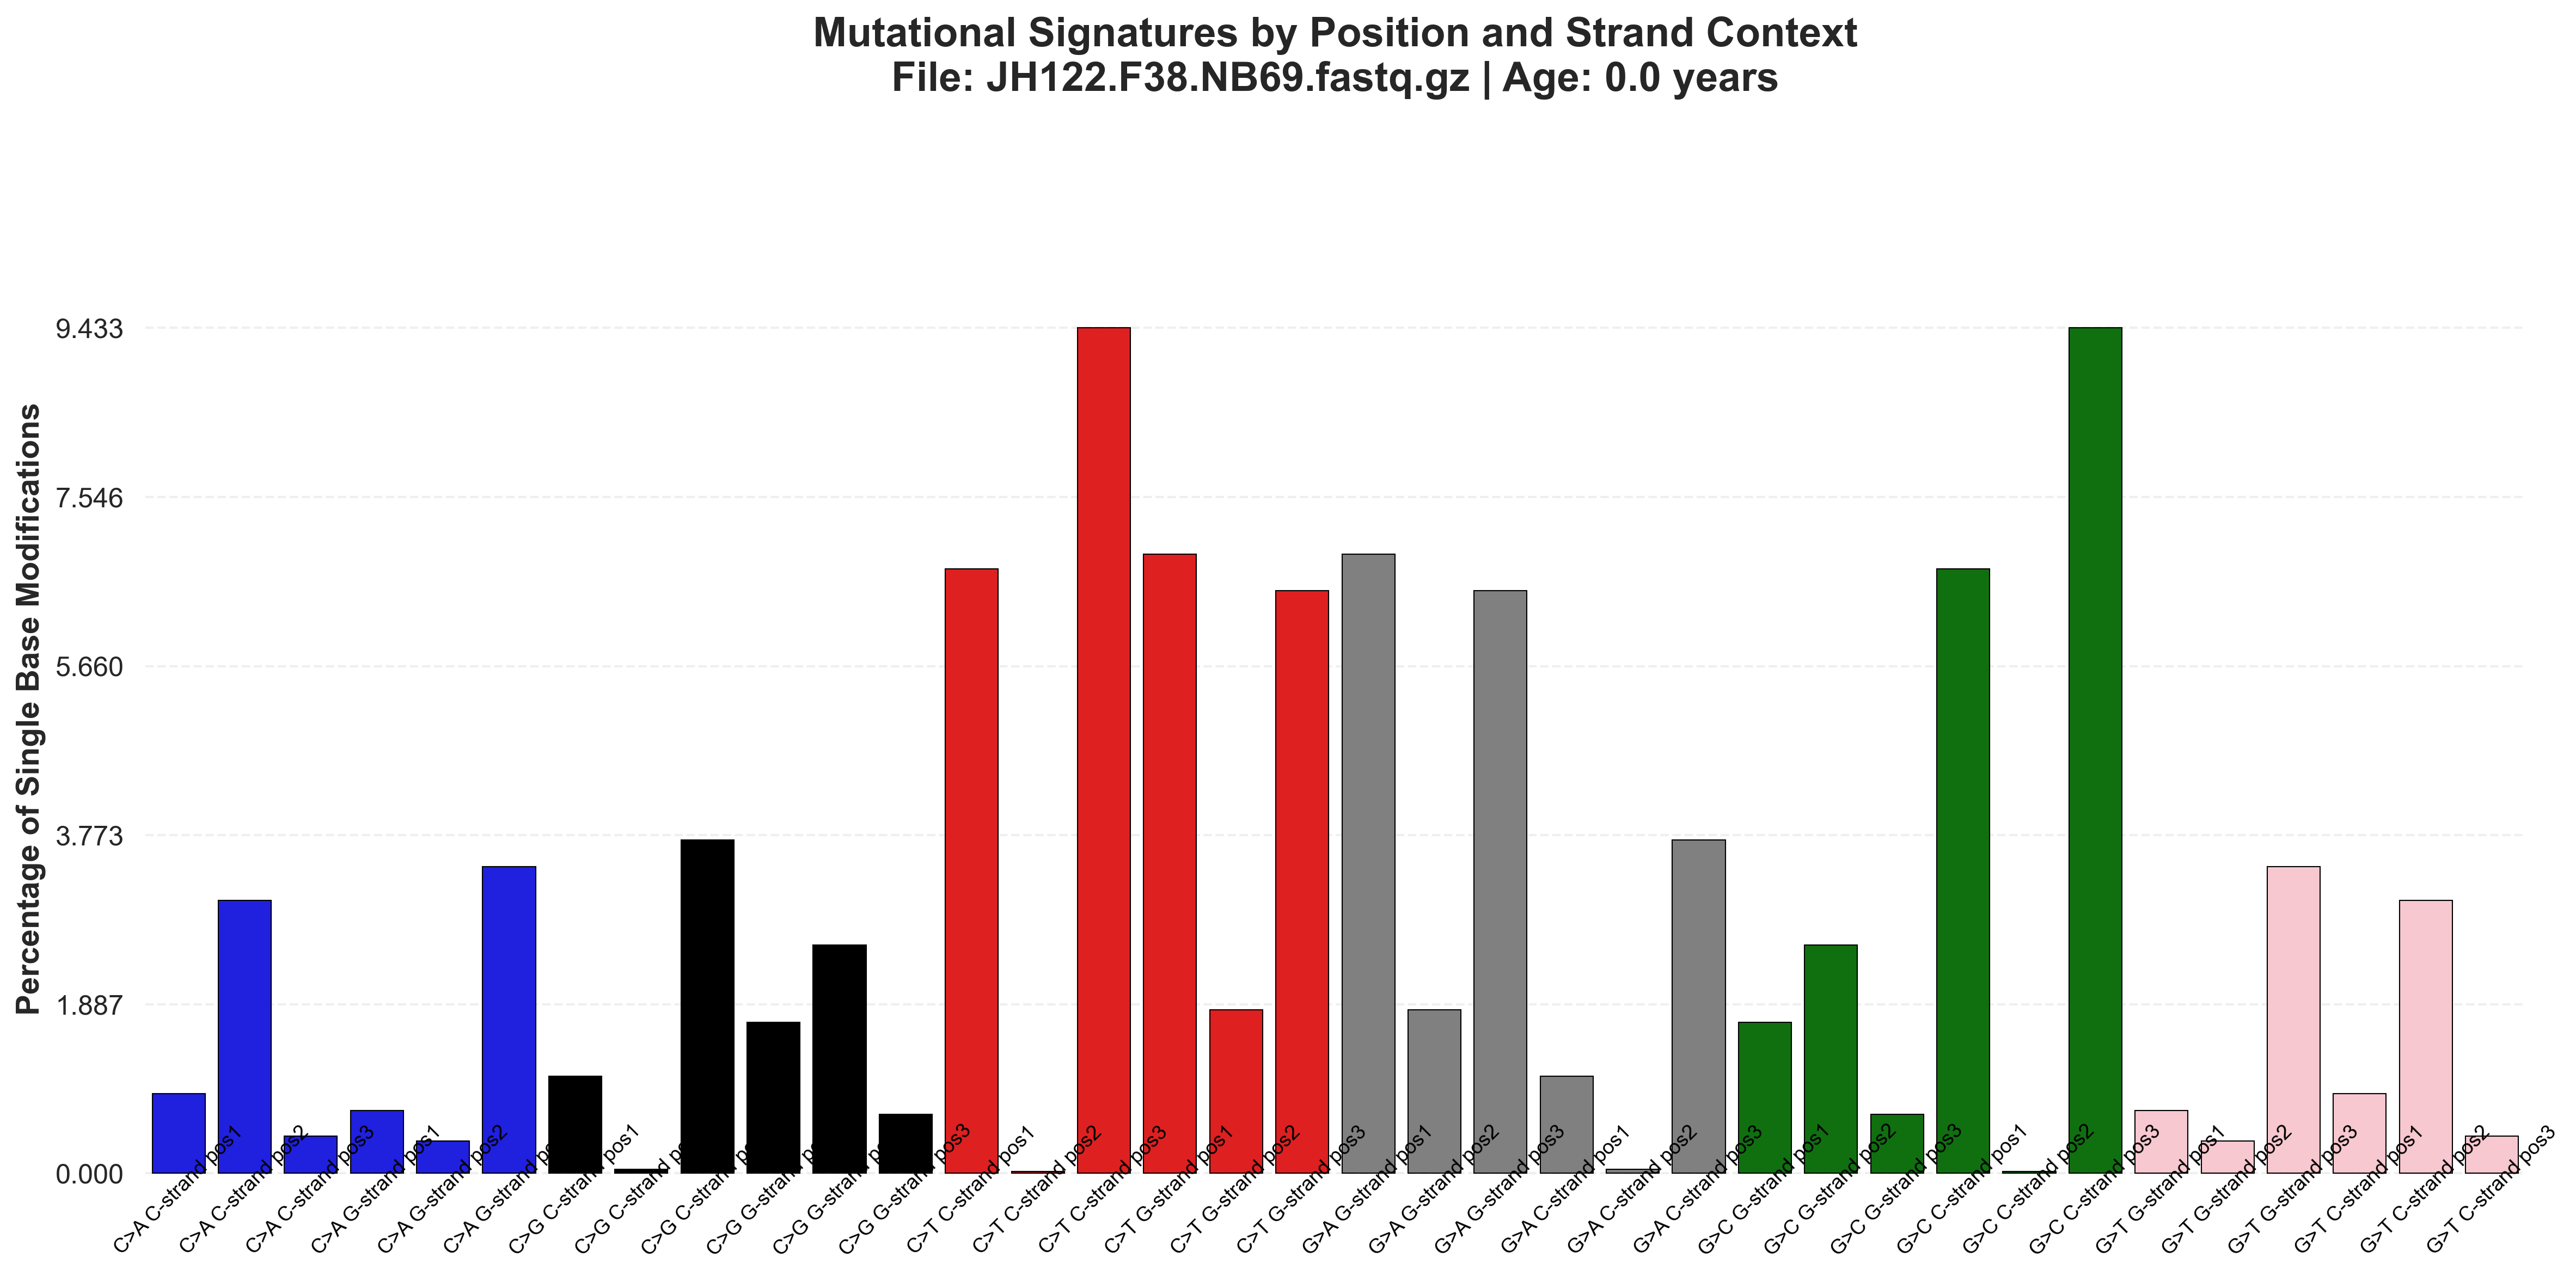 Mutational Signatures by Position and Strand Context
File: JH122.F38.NB69.fastq.gz | Age: 0.0 years
Percentage of Single Base Modifications
9.433
7.546
5.660
3.773
1.887
0.000
C>A C-strand pos1
C>A C-strand pos2
C>A C-strand pos3
C>A G-strand pos1
C>A G-strand pos2
C>A G-strand
C>G C-strand pos1
C>G C-strand
C>G C-strand
C>G G-strand
C>G G-strand
C>G G-strand pos3
C>T C-strand pos1
C>T C-strand pos2
C>T C-strand pos3
C>T G-strand pos1
C>T G-strand pos2
C>T G-strand pos3
G>A G-strand pos1
G>A G-strand pos2
G>A G-strand pos3
G>A C-strand pos1
G>A C-strand pos2
G>A C-strand pos3
G>C G-strand pos1
G>C G-strand pos2
G>C G-strand pos3
G>C C-strand pos1
G>C C-strand pos2
G>C C-strand pos3
G>T G-strand pos1
G>T G-strand pos2
G>T G-strand pos3
G>T C-strand pos1
G>T C-strand pos2
G>T C-strand pos3